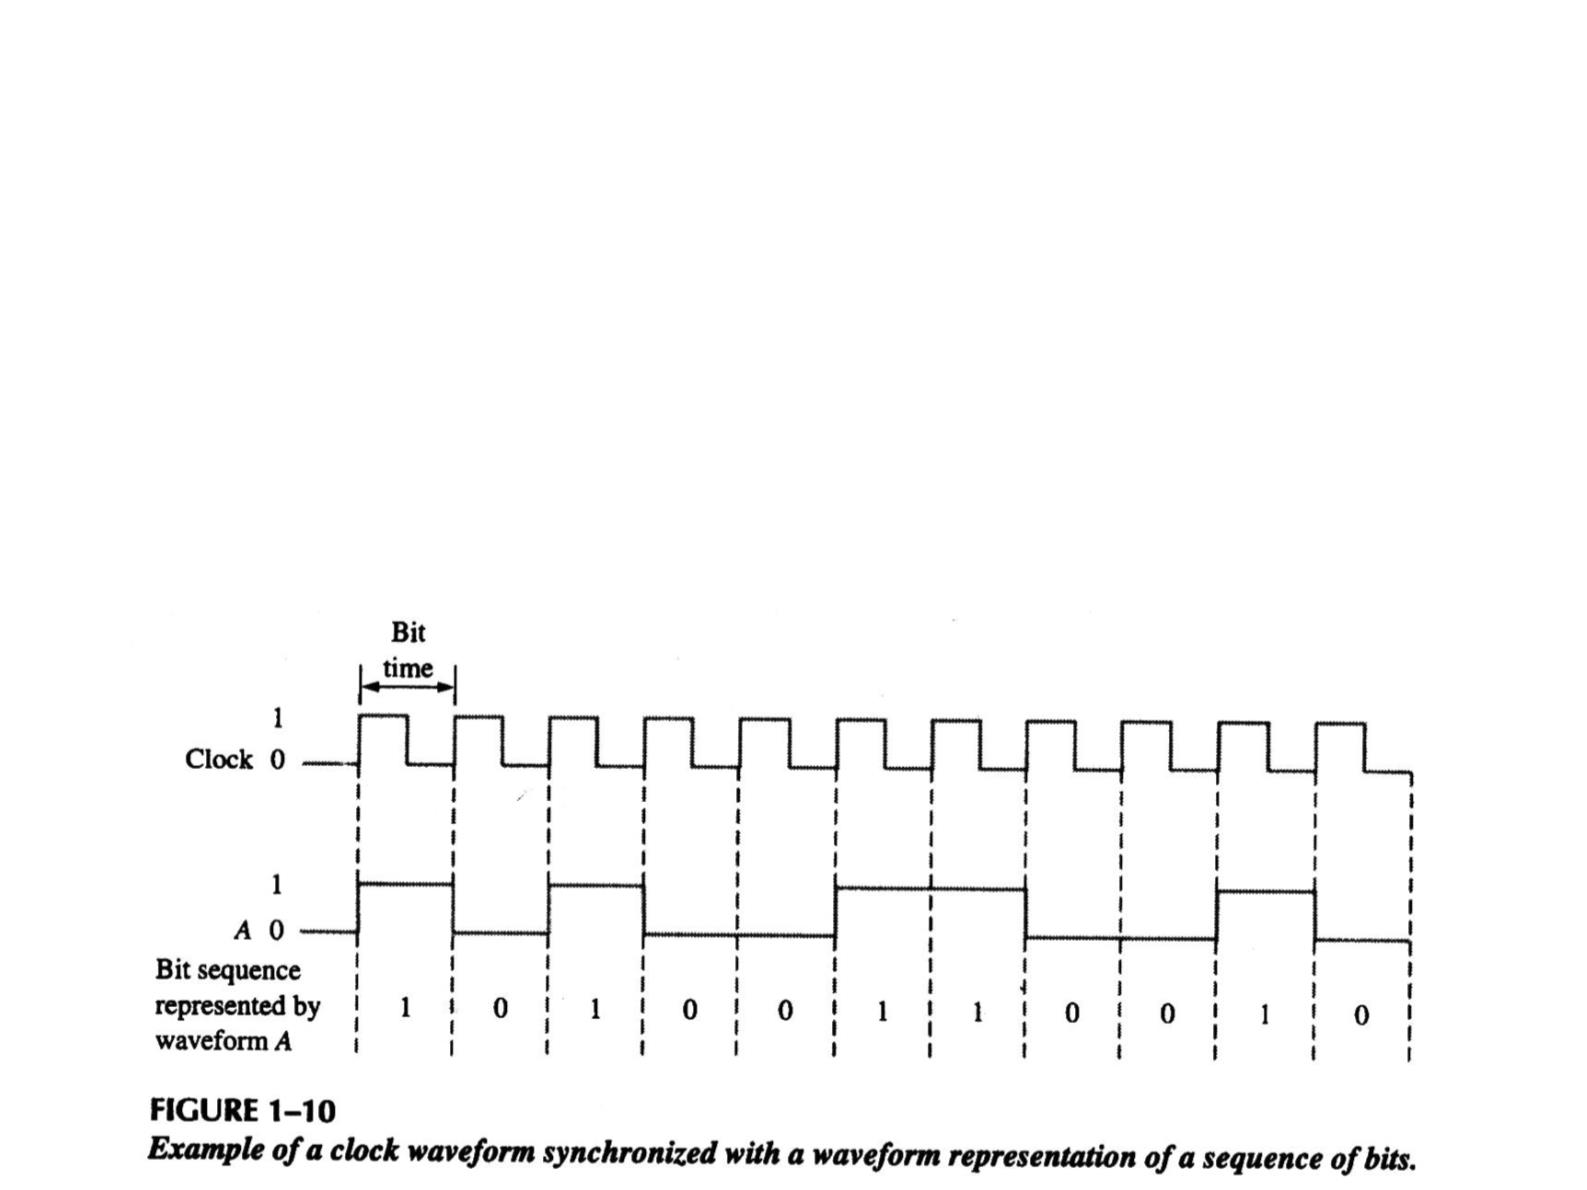 Bit
time
1
Clock 0
1
A 0
Bit sequence
represented by
waveform A
1 0 1 0 0 1 1 0 0 1 0
FIGURE 1–10
Example of a clock waveform synchronized with a waveform representation of a sequence of bits.